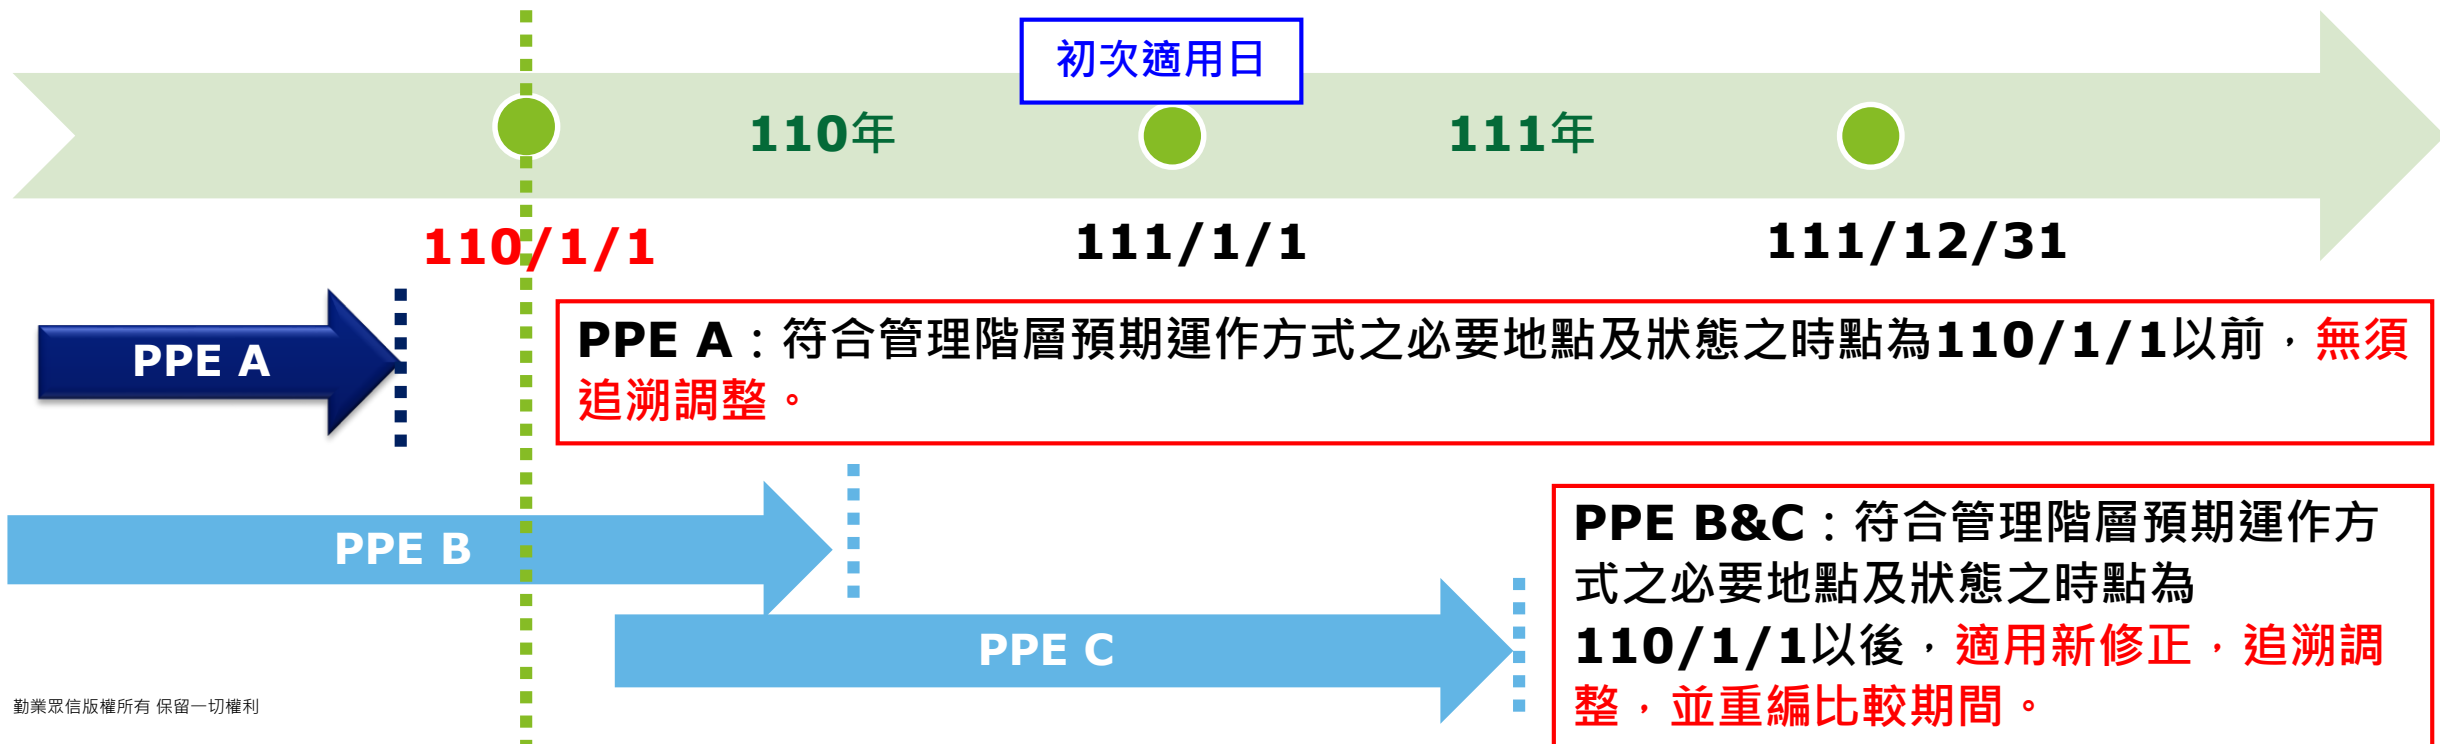 初次適用日
110年
111年
110/1/1
111/1/1
111/12/31
PPE A
PPE A：符合管理階層預期運作方式之必要地點及狀態之時點為110/1/1以前，無須
追溯調整。
PPE B
PPE C
PPE B&C：符合管理階層預期運作方
式之必要地點及狀態之時點為
110/1/1以後，適用新修正，追溯調
整，並重編比較期間。
勤業眾信版權所有 保留一切權利